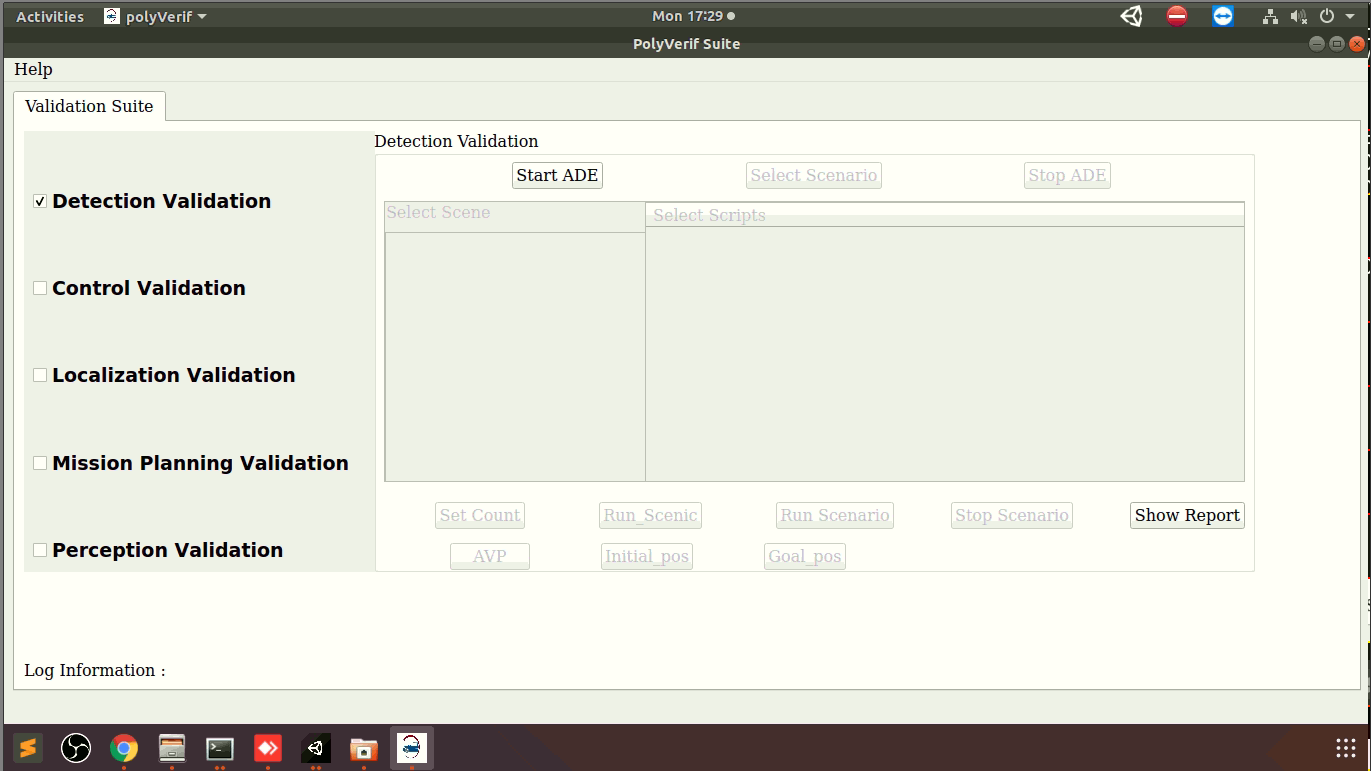 Activities polyVerif Mon 17:29
PolyVerif Suite
Help
Validation Suite
Detection Validation
Control Validation
Localization Validation
Mission Planning Validation
Perception Validation
Detection Validation
Start ADE Select Scenario Stop ADE
Select Scene Select Scripts
Set Count Run_Scenic Run Scenario Stop Scenario Show Report
AVP Initial_pos Goal_pos
Log Information :